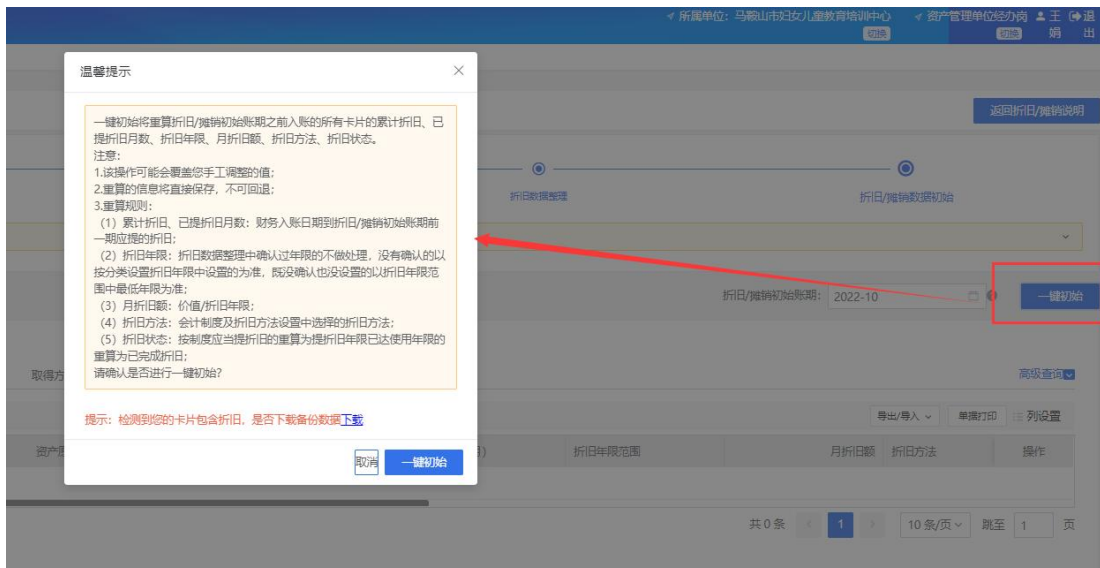 所属单位：马鞍山市妇女儿童教育培训中心 切换
资产管理单位经办岗 切换
王娟
退出
返回折旧/摊销说明
折旧数据整理
折旧/摊销数据初始
折旧/摊销初始账期： 2022-10
一键初始
取得方
高级查询
导出/导入
单据打印
列设置
资产
折旧年限范围
月折旧额
折旧方法
操作
共 0 条
1
10 条/页
跳至 1 页
温馨提示
一键初始将重算折旧/摊销初始账期之前入账的所有卡片的累计折旧、已
提折旧月数、折旧年限、月折旧额、折旧方法、折旧状态。
注意：
1.该操作可能会覆盖您手工调整的值；
2.重算的信息将直接保存，不可回退；
3.重算规则：
（1）累计折旧、已提折旧月数：财务入账日期到折旧/摊销初始账期前
一期应提的折旧；
（2）折旧年限：折旧数据整理中确认过年限的不做处理，没有确认的以
按分类设置折旧年限中设置的为准，既没确认也没设置的以折旧年限范
围中最低年限为准；
（3）月折旧额：价值/折旧年限；
（4）折旧方法：会计制度及折旧方法设置中选择的折旧方法；
（5）折旧状态：按制度应当提折旧的重算为提折旧年限已达使用年限的
重算为已完成折旧；
请确认是否进行一键初始?
提示：检测到您的卡片包含折旧，是否下载备份数据下载
取消
一键初始